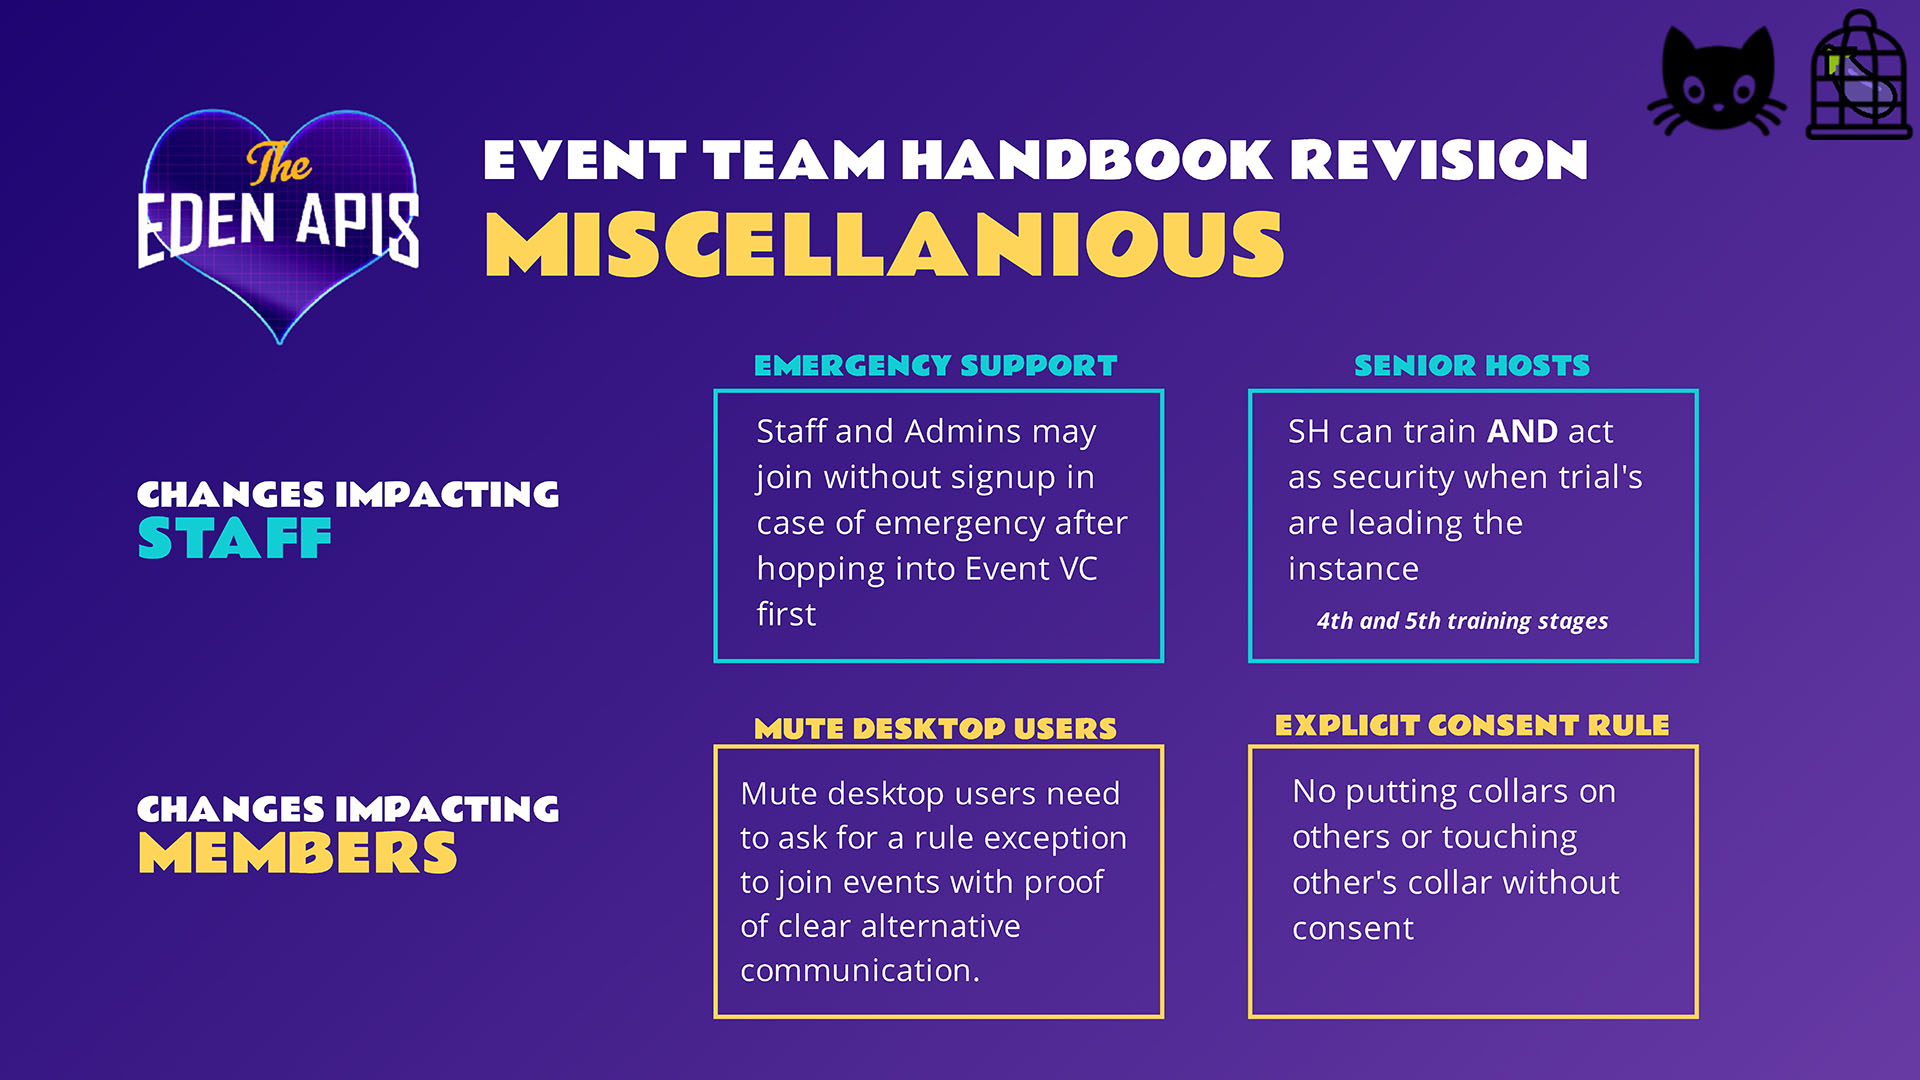 The
EDEN APIS
EVENT TEAM HANDBOOK REVISION
MISCELLANIOUS
CHANGES IMPACTING
STAFF
EMERGENCY SUPPORT
Staff and Admins may
join without signup in
case of emergency after
hopping into Event VC
first
SENIOR HOSTS
SH can train AND act
as security when trial's
are leading the
instance
4th and 5th training stages
CHANGES IMPACTING
MEMBERS
MUTE DESKTOP USERS
Mute desktop users need
to ask for a rule exception
to join events with proof
of clear alternative
communication.
EXPLICIT CONSENT RULE
No putting collars on
others or touching
other's collar without
consent